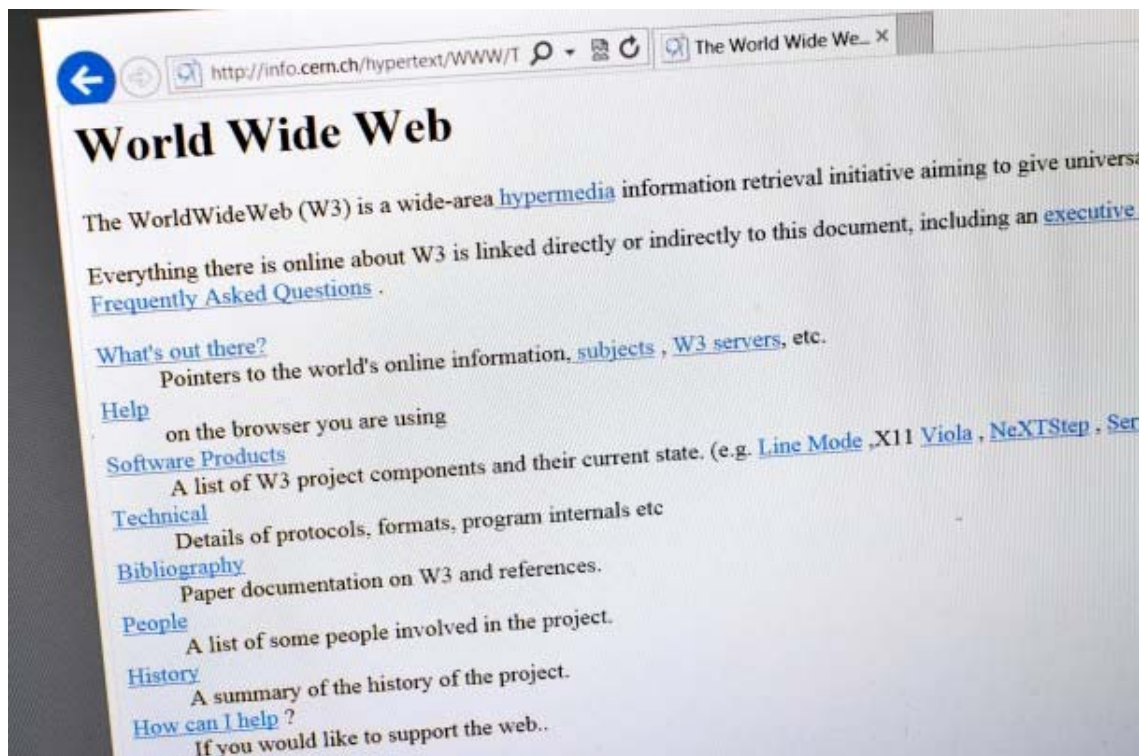 http://info.cern.ch/hypertext/WWW/T
The World Wide We...
World Wide Web
The WorldWideWeb (W3) is a wide-area hypermedia information retrieval initiative aiming to give universa
Everything there is online about W3 is linked directly or indirectly to this document, including an executive
Frequently Asked Questions .
What's out there?
Pointers to the world's online information, subjects , W3 servers, etc.
Help
on the browser you are using
Software Products
A list of W3 project components and their current state. (e.g. Line Mode ,X11 Viola , NeXTStep , Ser
Technical
Details of protocols, formats, program internals etc
Bibliography
Paper documentation on W3 and references.
People
A list of some people involved in the project.
History
A summary of the history of the project.
How can I help ?
If you would like to support the web..